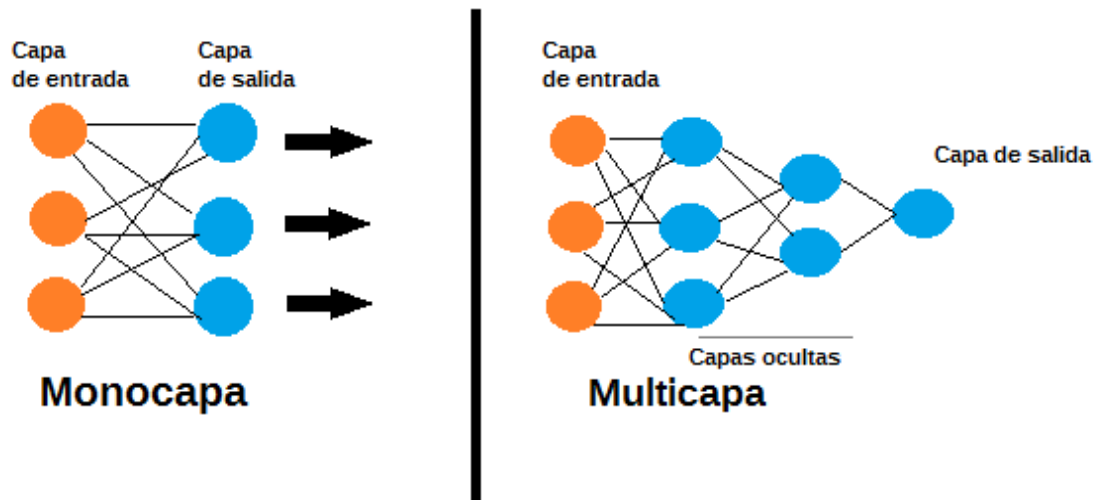 Capa
de entrada
Capa
de salida
Monocapa
Capa
de entrada
Capa de salida
Capas ocultas
Multicapa